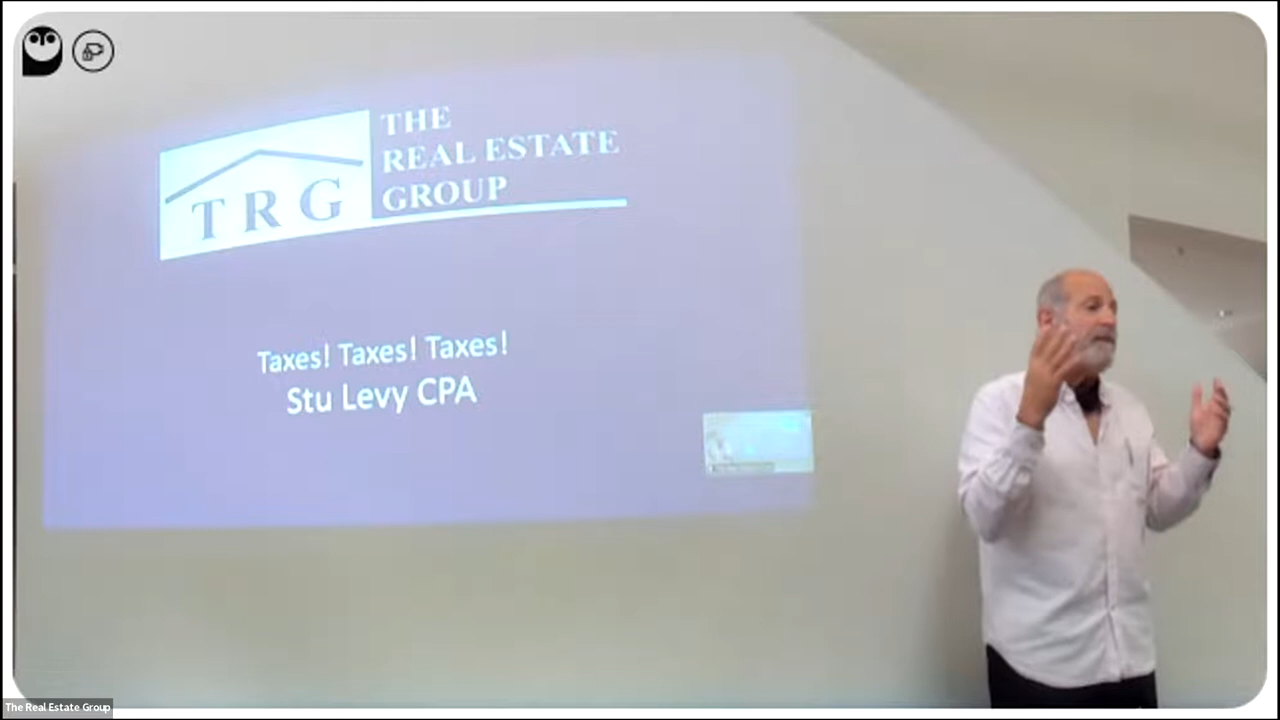 THE
REAL ESTATE
GROUP
TRG
Taxes! Taxes! Taxes!
Stu Levy CPA
The Real Estate Group